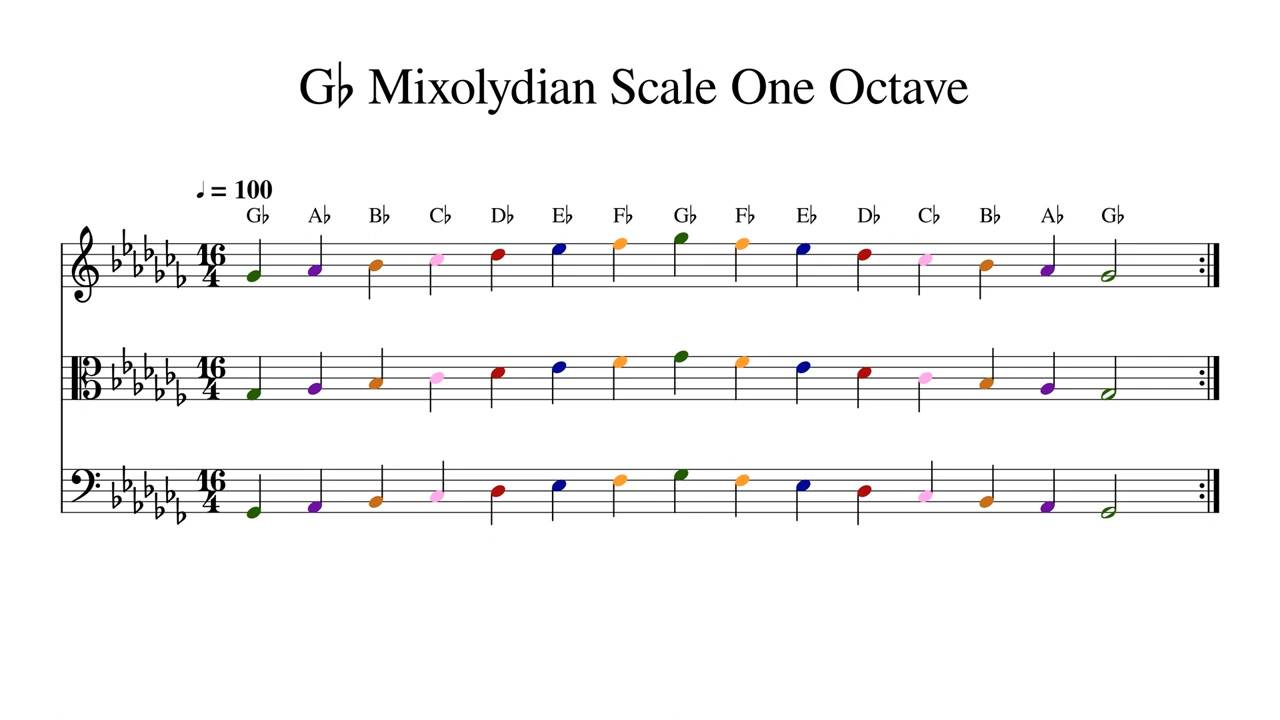 G♭ Mixolydian Scale One Octave
♩ = 100
G♭ A♭ B♭ C♭ D♭ E♭ F♭ G♭ F♭ E♭ D♭ C♭ B♭ A♭ G♭
16
4
16
4
16
4